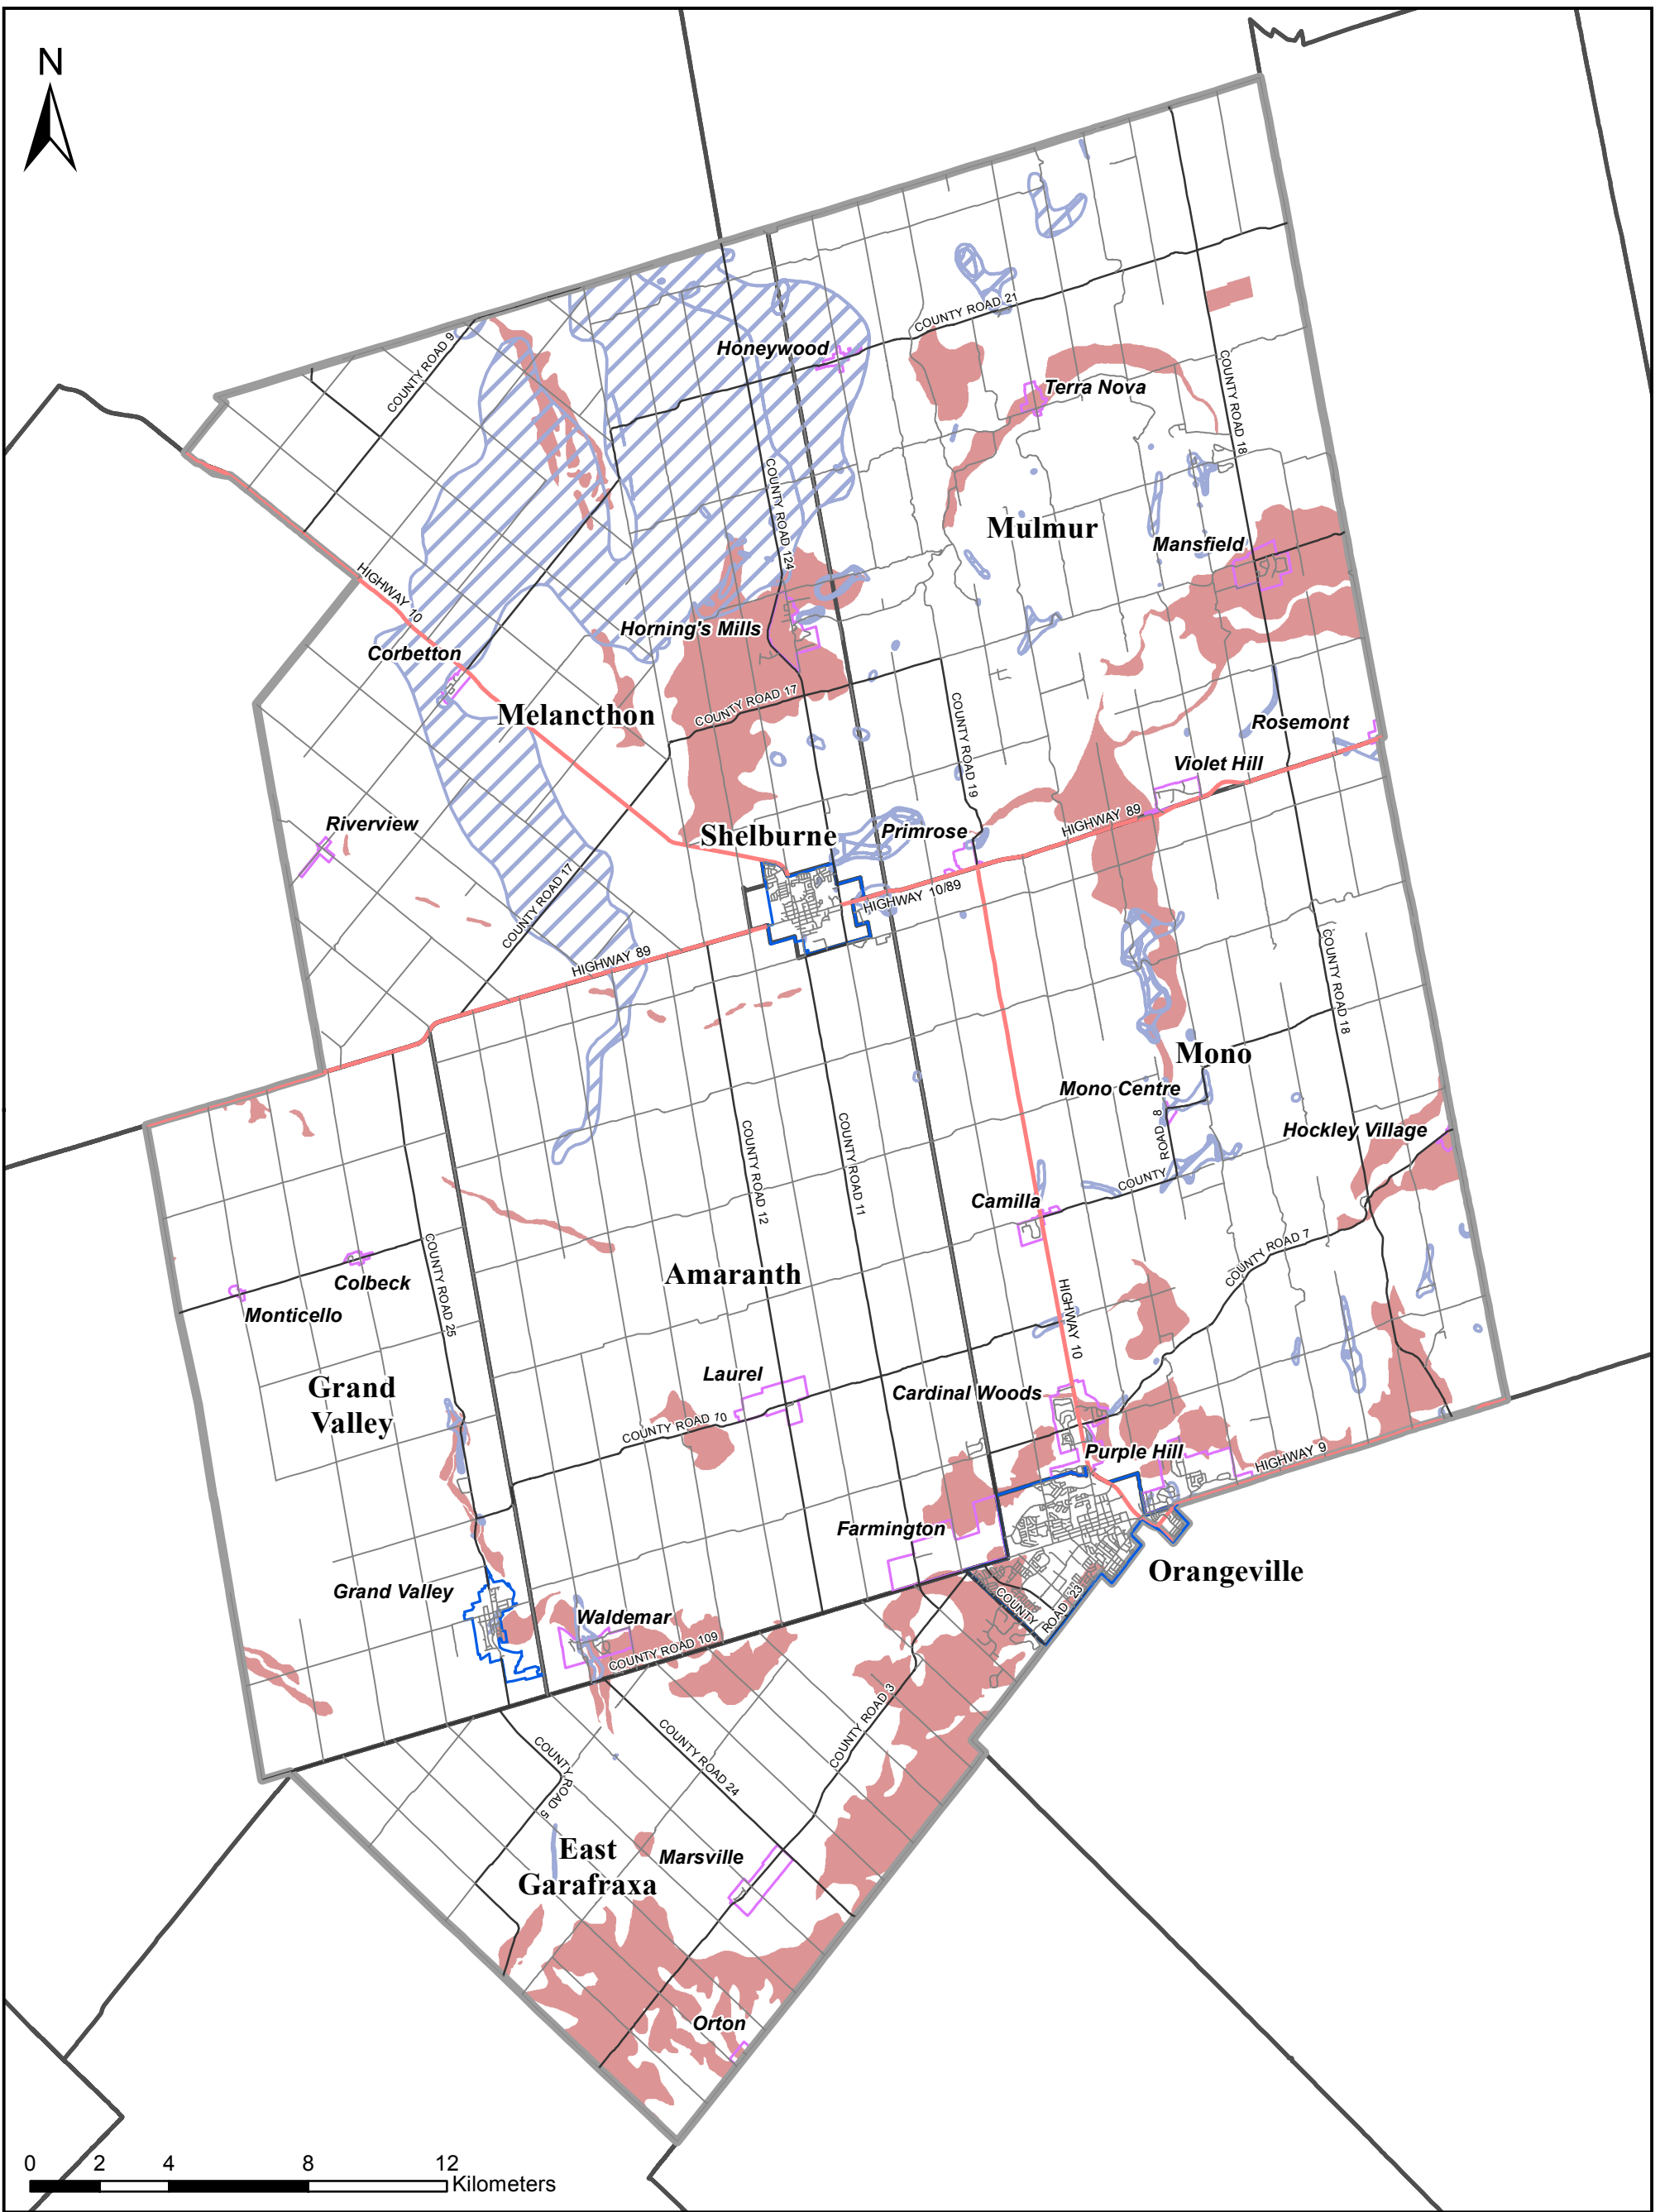 N
COUNTY ROAD 9
COUNTY ROAD 21
Honeywood
Terra Nova
COUNTY ROAD 18
COUNTY ROAD 124
Mulmur
Mansfield
HIGHWAY 10
Horning's Mills
Corbetton
COUNTY ROAD 17
Melancthon
COUNTY ROAD 19
Rosemont
Violet Hill
Riverview
Shelburne
Primrose
HIGHWAY 89
HIGHWAY 10/89
COUNTY ROAD 17
HIGHWAY 89
COUNTY ROAD 18
Mono
Mono Centre
COUNTY ROAD 12
COUNTY ROAD 11
COUNTY
ROAD 8
Hockley Village
Camilla
COUNTY ROAD 7
COUNTY ROAD 25
Colbeck
Monticello
Amaranth
HIGHWAY 10
Laurel
Grand
Valley
Cardinal Woods
COUNTY ROAD 10
Purple Hill
HIGHWAY 9
Farmington
Orangeville
Grand Valley
Waldemar
COUNTY
ROAD 23
COUNTY ROAD 109
COUNTY ROAD 3
COUNTY ROAD 24
COUNTY
ROAD 5
East
Garafraxa
Marsville
Orton
0 2 4 8 12
Kilometers